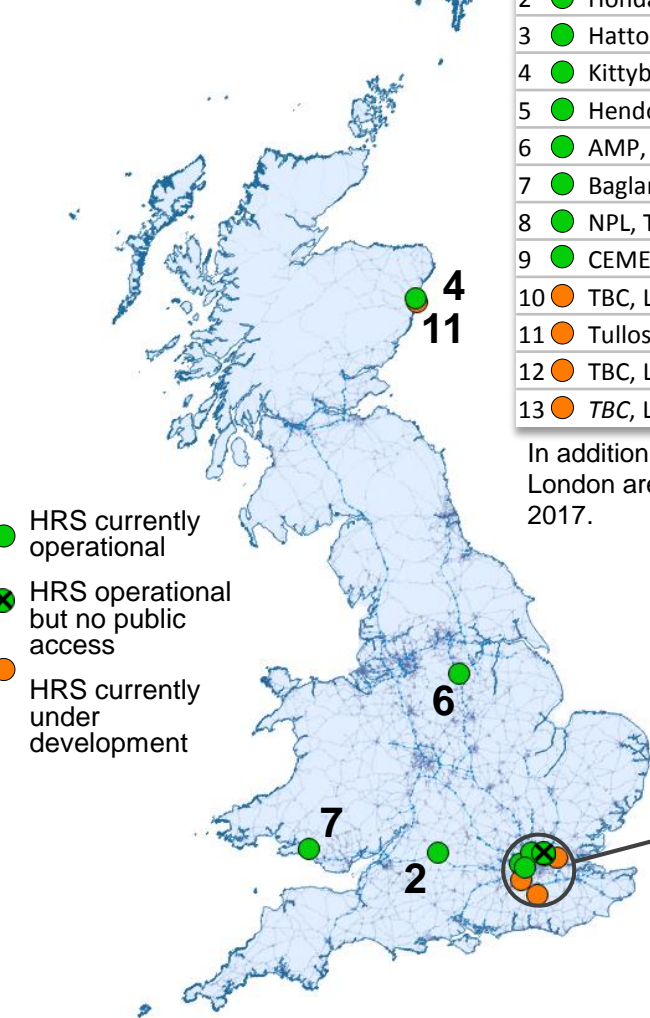 2 Honda
3 Hatto
4 Kittyb
5 Hendo
6 AMP,
7 Baglan
8 NPL, T
9 CEME
10 TBC, L
11 Tullos
12 TBC, L
13 TBC, L
In addition
London are
2017.
4
11
HRS currently
operational
HRS operational
but no public
access
HRS currently
under
development
6
7
2